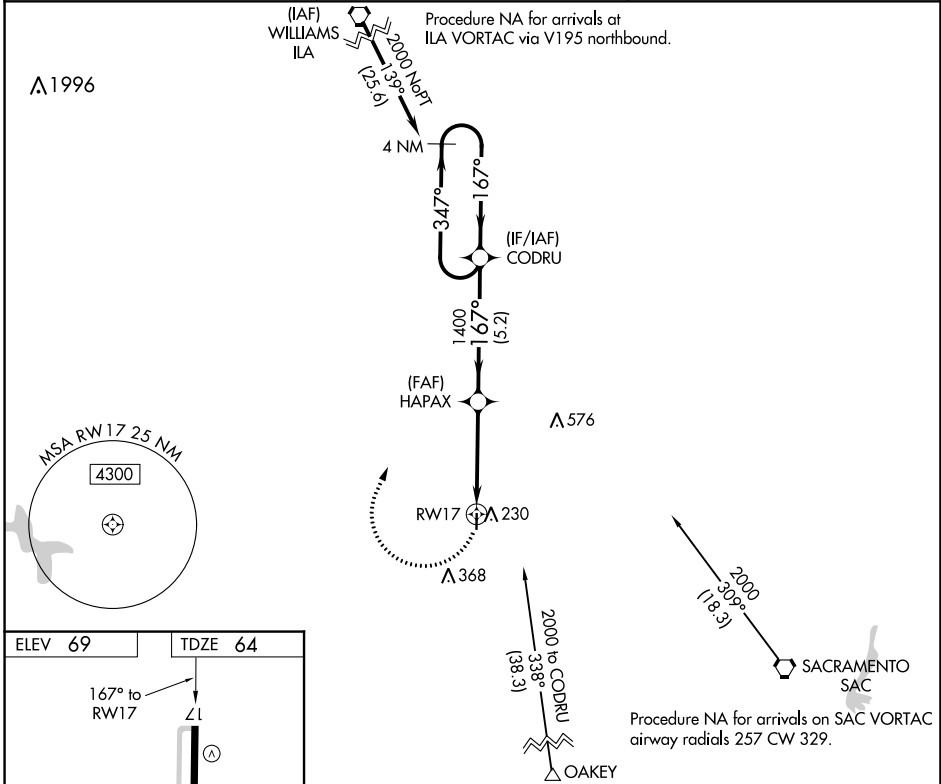 (IAF)
WILLIAMS
ILA
Procedure NA for arrivals at
ILA VORTAC via V195 northbound.
2000 NoPT
139°
(25.6)
1996
4 NM
347°
167°
(IF/IAF)
CODRU
1400
167°
(5.2)
(FAF)
HAPAX
576
MSA RW17 25 NM
4300
RW17
230
368
2000
309°
(18.3)
2000 to CODRU
338°
(38.3)
SACRAMENTO
SAC
Procedure NA for arrivals on SAC VORTAC
airway radials 257 CW 329.
OAKEY
ELEV 69
TDZE 64
167° to
RW17
17
V